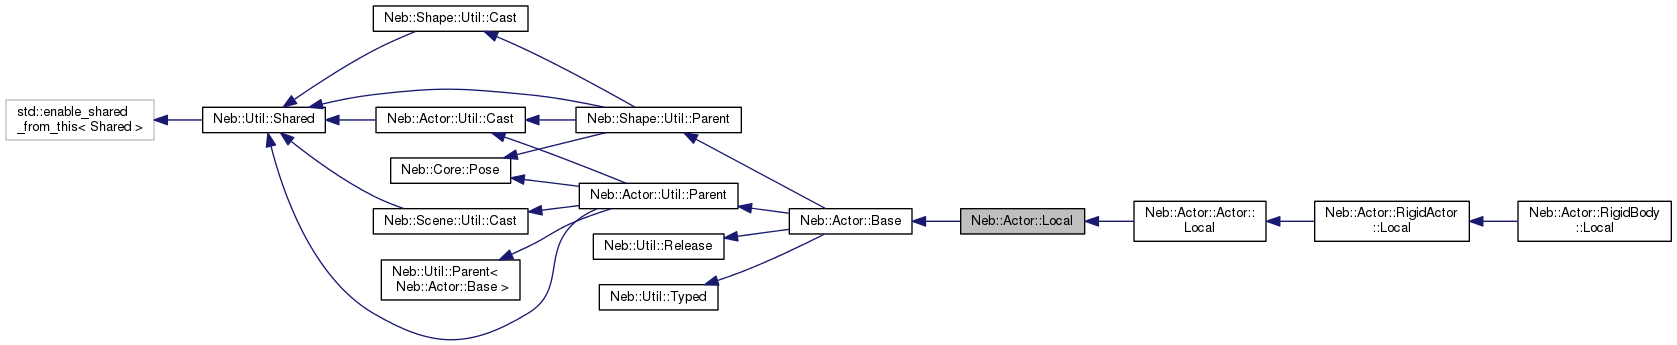 Neb::Shape::Util::Cast
std::enable_shared
_from_this< Shared >
Neb::Util::Shared
Neb::Actor::Util::Cast
Neb::Shape::Util::Parent
Neb::Core::Pose
Neb::Actor::Util::Parent
Neb::Scene::Util::Cast
Neb::Actor::Base
Neb::Actor::Local
Neb::Actor::Actor::
Local
Neb::Actor::RigidActor
::Local
Neb::Actor::RigidBody
::Local
Neb::Util::Release
Neb::Util::Parent<
Neb::Actor::Base >
Neb::Util::Typed